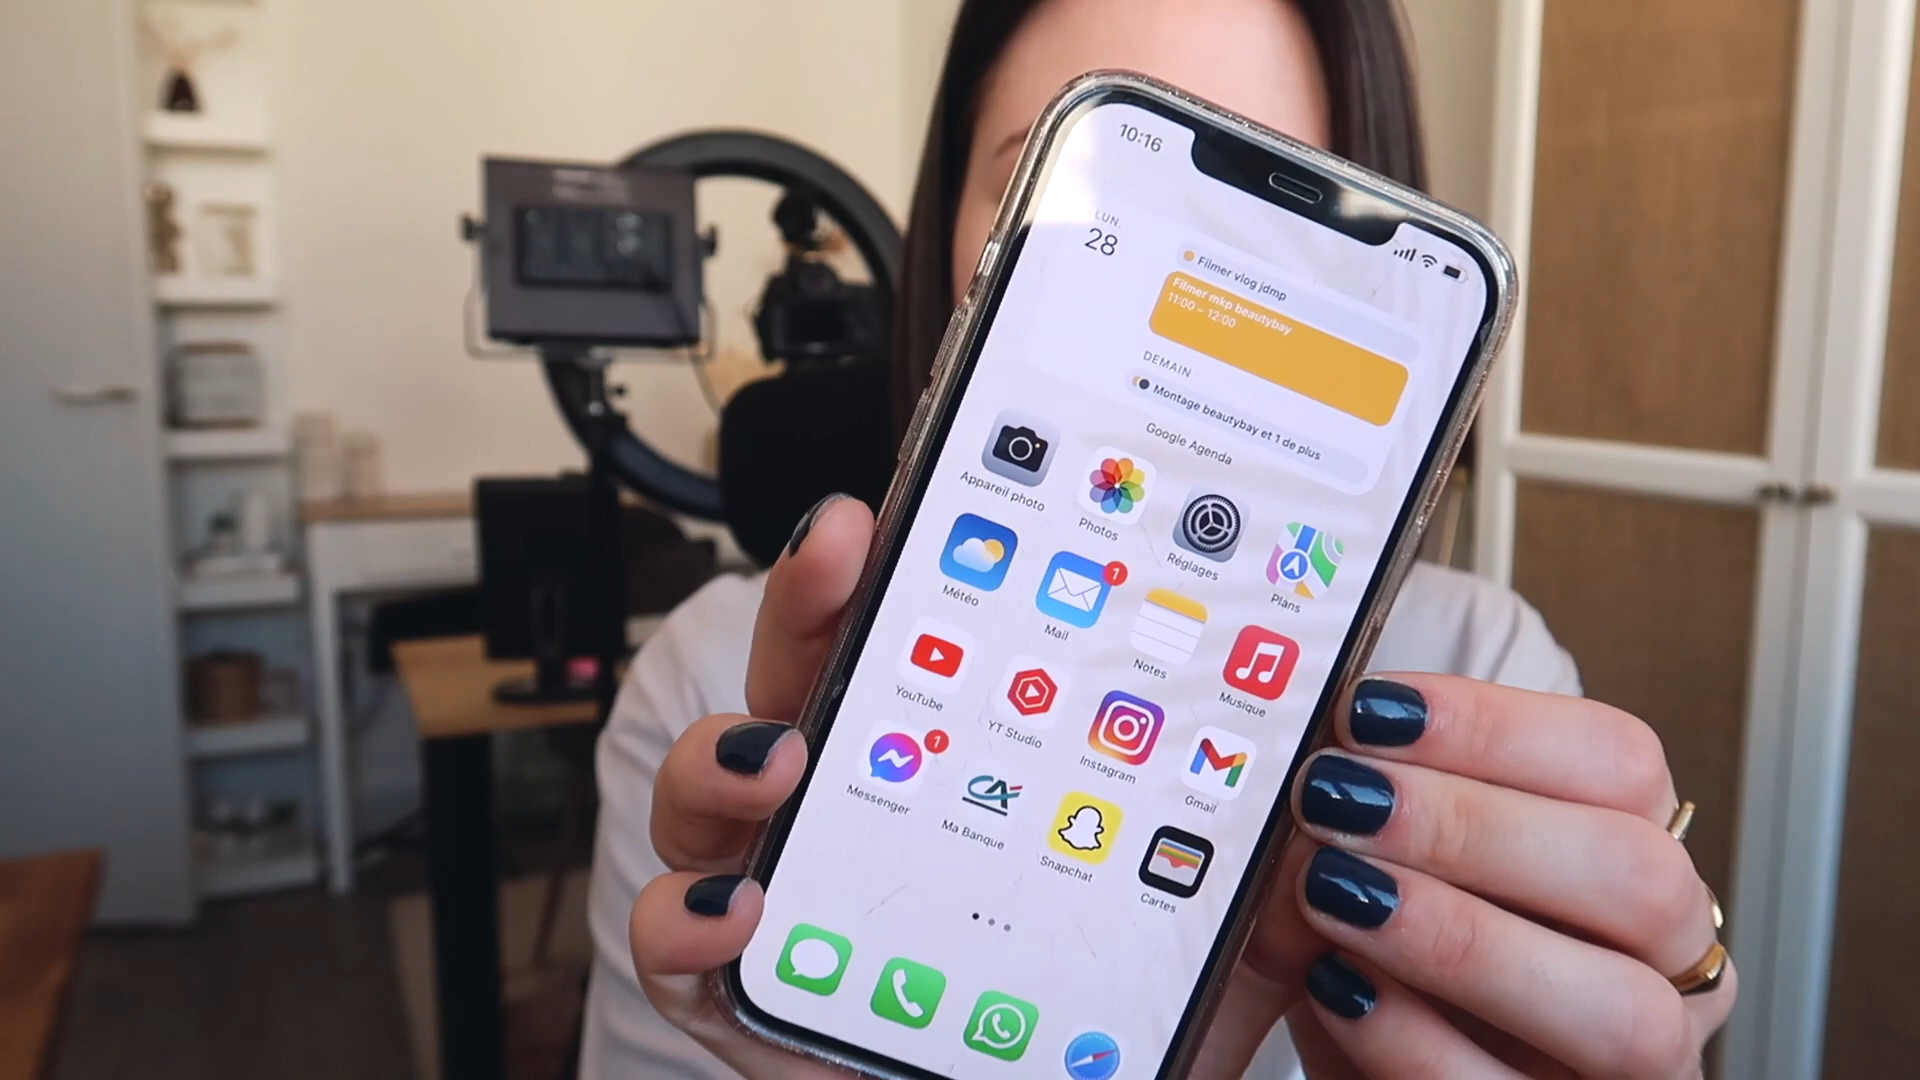 10:16
LUN.
28
Filmer vlog jdmp
Filmer mkp beautybay
11:00 – 12:00
DEMAIN
Montage beautybay et 1 de plus
Google Agenda
Appareil photo
Photos
Réglages
Plans
Météo
1
Mail
Notes
Musique
YouTube
YT Studio
Instagram
Gmail
1
Messenger
CA
Ma Banque
Snapchat
Cartes